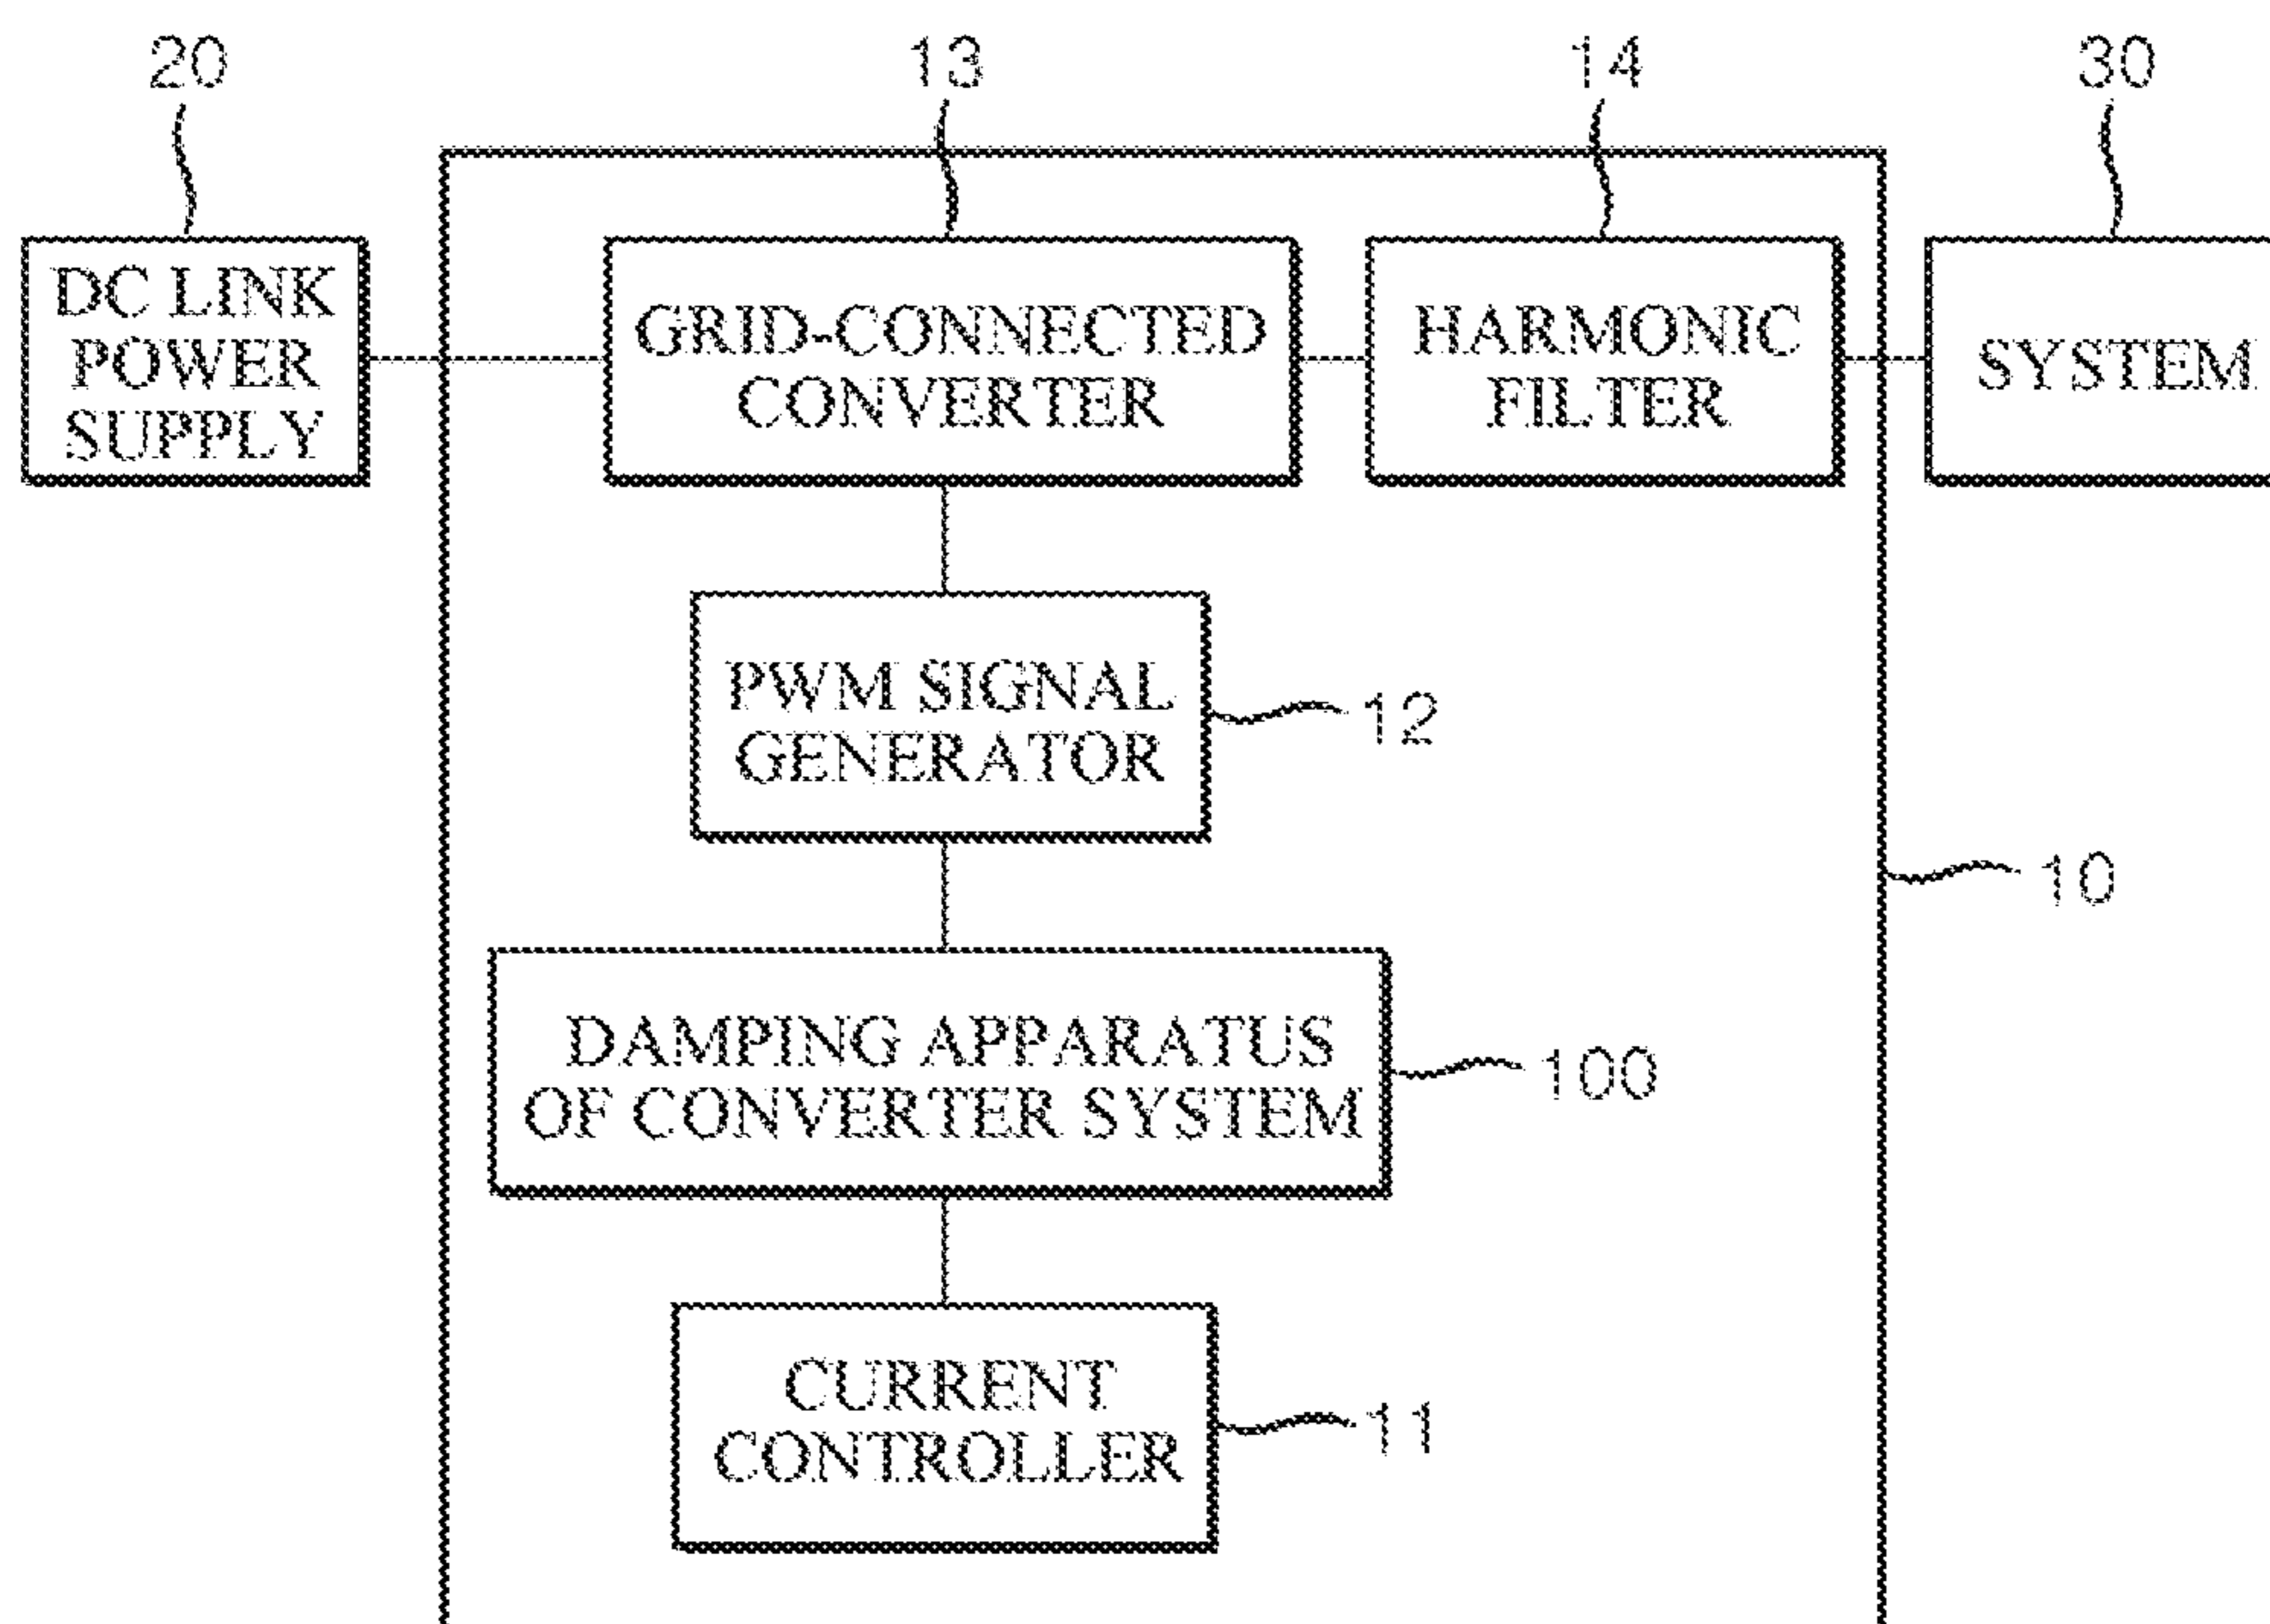 20
13
14
30
DC LINK
POWER
SUPPLY
GRID-CONNECTED
CONVERTER
HARMONIC
FILTER
SYSTEM
PWM SIGNAL
GENERATOR
12
10
DAMPING APPARATUS
OF CONVERTER SYSTEM
100
CURRENT
CONTROLLER
11